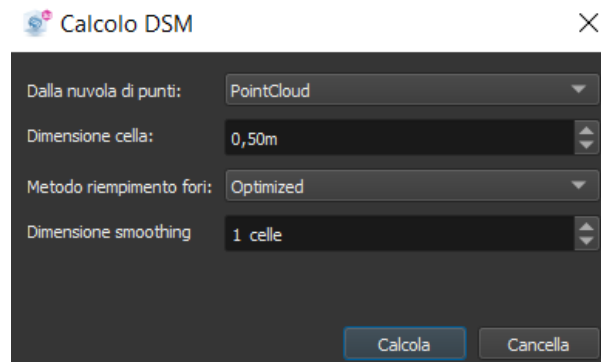 Calcolo DSM
Dalla nuvola di punti: PointCloud
Dimensione cella: 0,50m
Metodo riempimento fori: Optimized
Dimensione smoothing 1 celle
Calcola Cancella